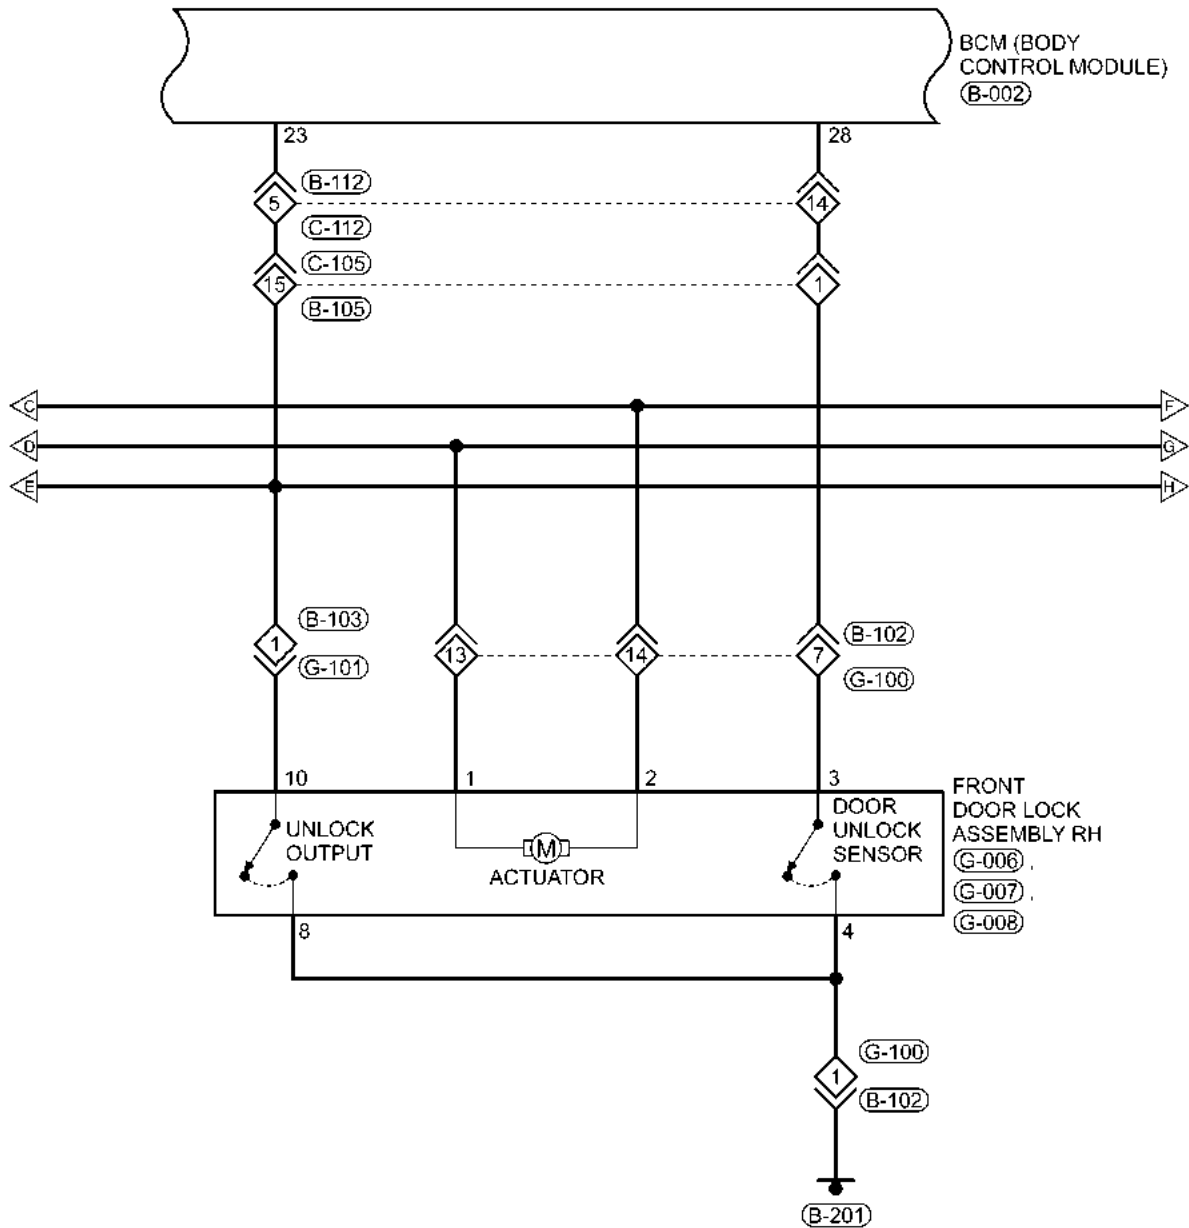 BCM (BODY
CONTROL MODULE)
B-002
23
28
B-112
5
14
C-112
C-105
15
1
B-105
C
F
D
G
E
H
B-103
1
G-101
13
14
7
B-102
G-100
10
1
2
3
FRONT
DOOR LOCK
ASSEMBLY RH
G-006 ,
G-007 ,
G-008
UNLOCK
OUTPUT
M
ACTUATOR
DOOR
UNLOCK
SENSOR
8
4
G-100
1
B-102
B-201